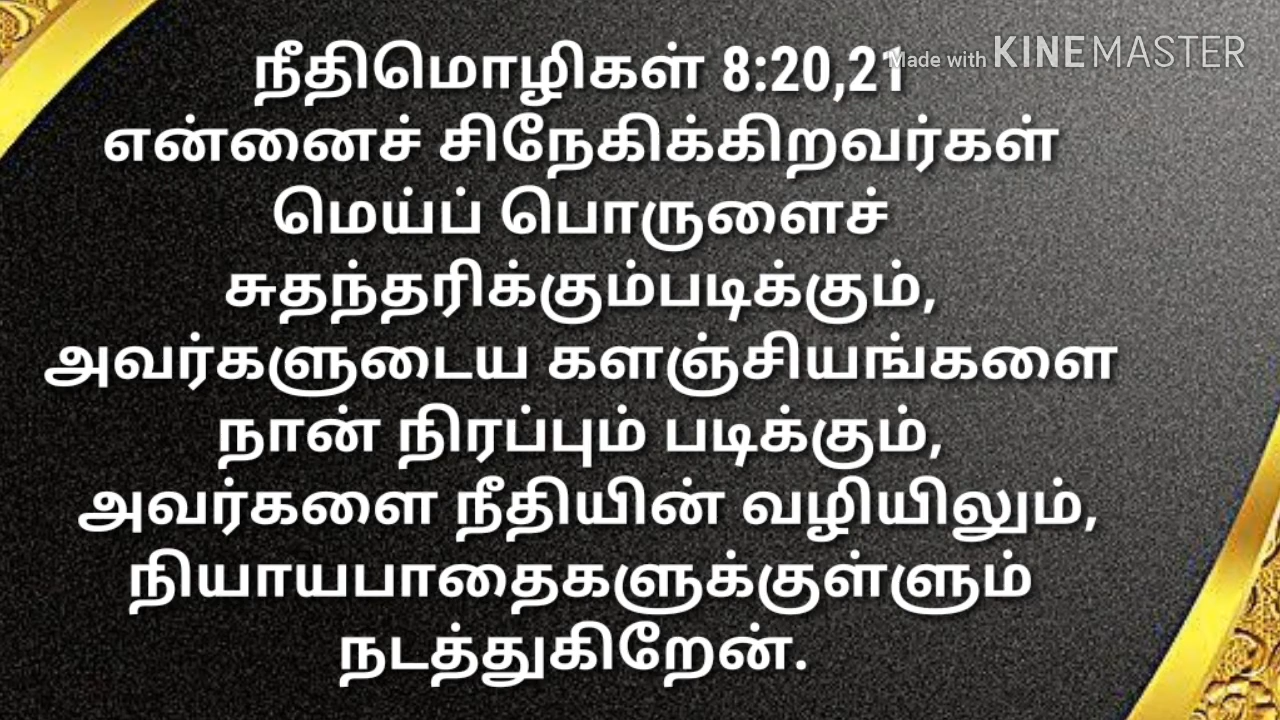 நீதிமொழிகள் 8:20,21
Made with KINEMASTER
என்னைச் சிநேகிக்கிறவர்கள்
மெய்ப் பொருளைச்
சுதந்தரிக்கும்படிக்கும்,
அவர்களுடைய களஞ்சியங்களை
நான் நிரப்பும் படிக்கும்,
அவர்களை நீதியின் வழியிலும்,
நியாயபாதைகளுக்குள்ளும்
நடத்துகிறேன்.